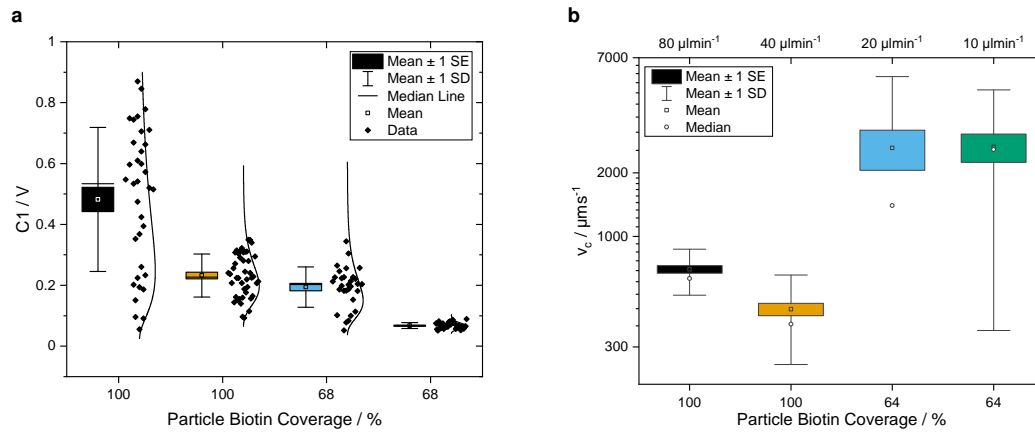 a
1
0.8
0.6
0.4
0.2
0
C1 / V
Mean ± 1 SE
Mean ± 1 SD
Median Line
Mean
Data
100
100
68
68
Particle Biotin Coverage / %
b
80 µlmin-1
40 µlmin-1
20 µlmin-1
10 µlmin-1
7000
2000
1000
300
vc / µms-1
Mean ± 1 SE
Mean ± 1 SD
Mean
Median
100
100
64
64
Particle Biotin Coverage / %